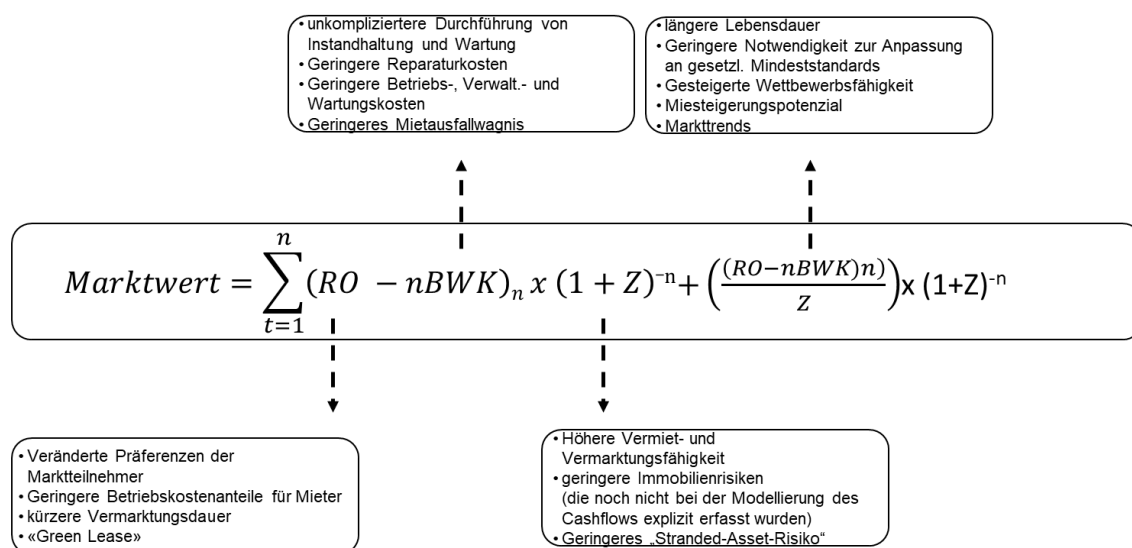 • unkompliziertere Durchführung von
Instandhaltung und Wartung
• Geringere Reparaturkosten
• Geringere Betriebs-, Verwalt.- und
Wartungskosten
• Geringeres Mietausfallwagnis
• längere Lebensdauer
• Geringere Notwendigkeit zur Anpassung
an gesetzl. Mindeststandards
• Gesteigerte Wettbewerbsfähigkeit
• Miesteigerungspotenzial
• Markttrends
Marktwert = ∑_{t=1}^{n} (RO − nBWK)_n x (1 + Z)^{−n} + ((RO−nBWK)n)/Z) x (1+Z)^{-n}
• Veränderte Präferenzen der
Marktteilnehmer
• Geringere Betriebskostenanteile für Mieter
• kürzere Vermarktungsdauer
• «Green Lease»
• Höhere Vermiet- und
Vermarktungsfähigkeit
• geringere Immobilienrisiken
(die noch nicht bei der Modellierung des
Cashflows explizit erfasst wurden)
• Geringeres „Stranded-Asset-Risiko“